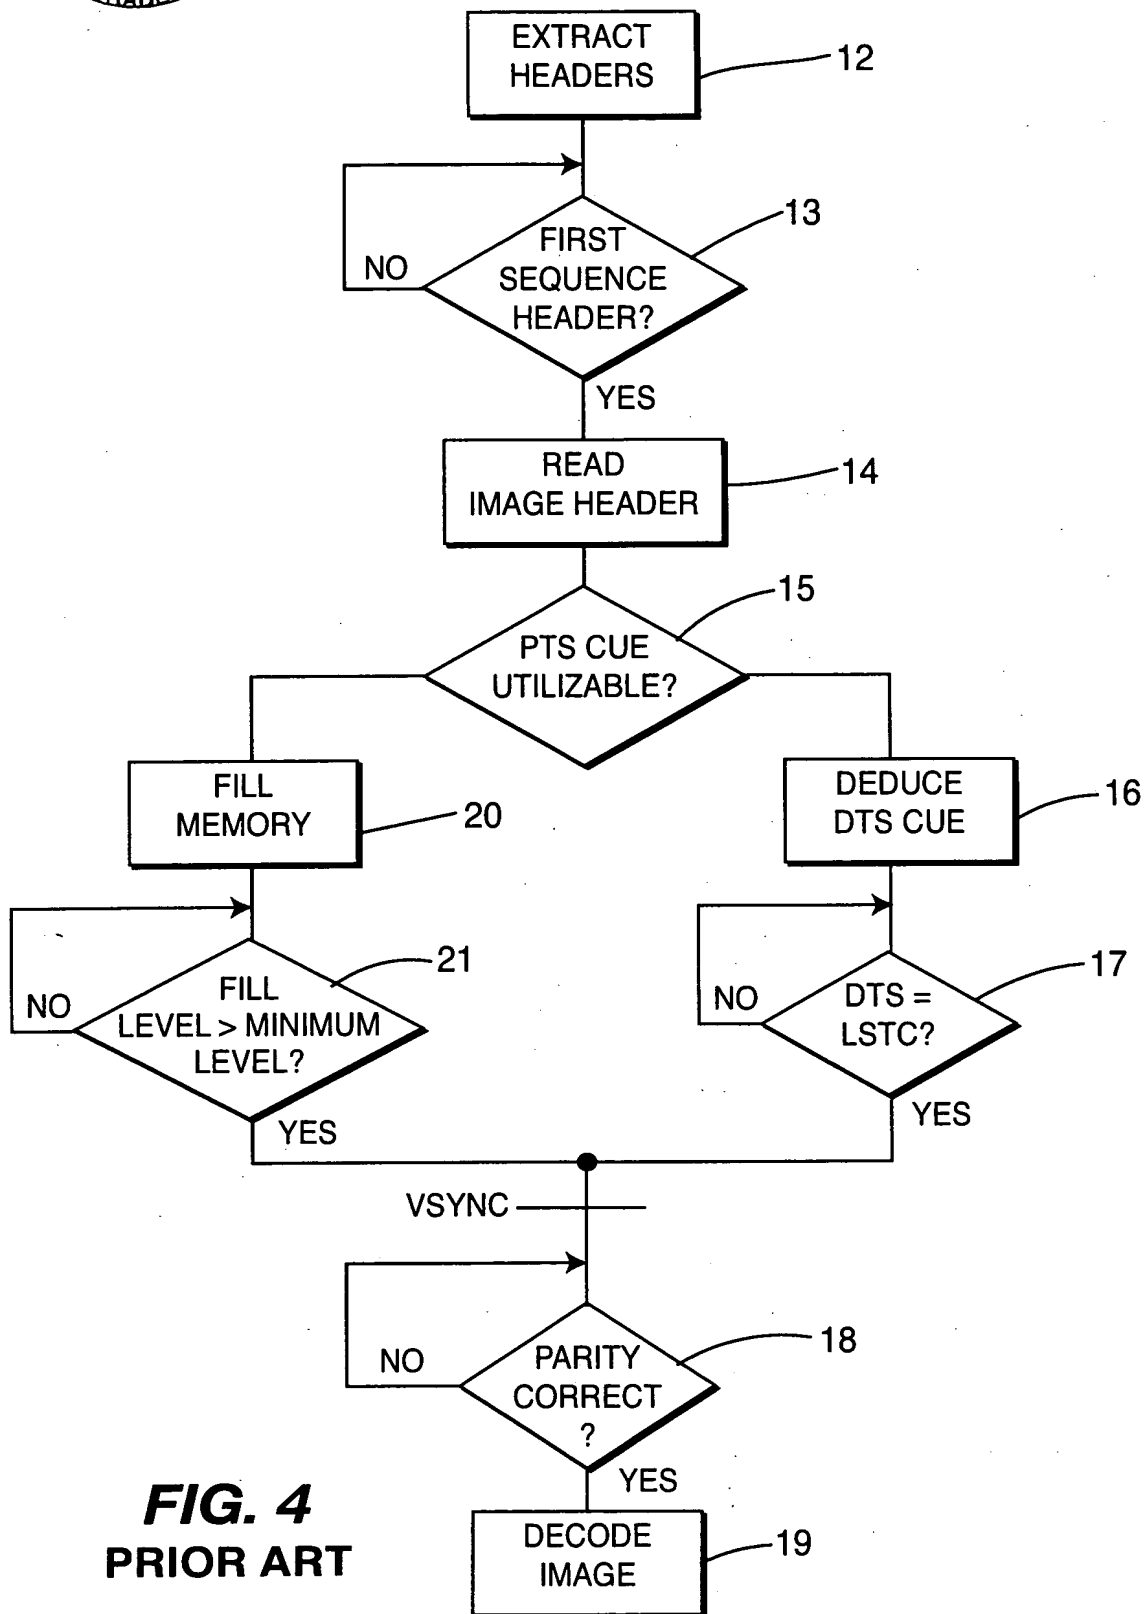 EXTRACT
HEADERS
12
FIRST
SEQUENCE
HEADER?
13
NO
YES
READ
IMAGE HEADER
14
PTS CUE
UTILIZABLE?
15
FILL
MEMORY
20
DEDUCE
DTS CUE
16
FILL
LEVEL > MINIMUM
LEVEL?
21
NO
YES
DTS =
LSTC?
17
NO
YES
VSYNC
PARITY
CORRECT
?
18
NO
YES
DECODE
IMAGE
19
FIG. 4
PRIOR ART